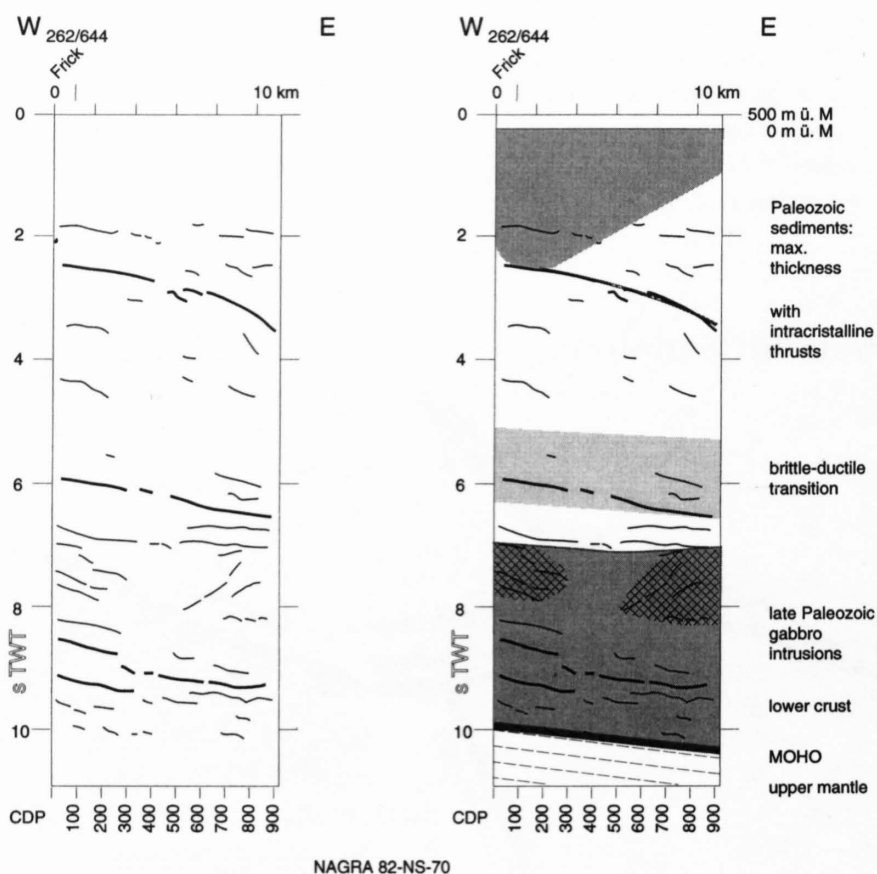 W
262/644
E
Frick
0
10 km
0
2
4
6
8
10
s TWT
CDP
100
200
300
400
500
600
700
800
900
W
262/644
E
Frick
0
10 km
0
500 m ü. M
0 m ü. M
2
4
6
8
10
s TWT
Paleozoic
sediments:
max.
thickness
with
intracristalline
thrusts
brittle-ductile
transition
late Paleozoic
gabbro
intrusions
lower crust
MOHO
upper mantle
CDP
100
200
300
400
500
600
700
800
900
NAGRA 82-NS-70